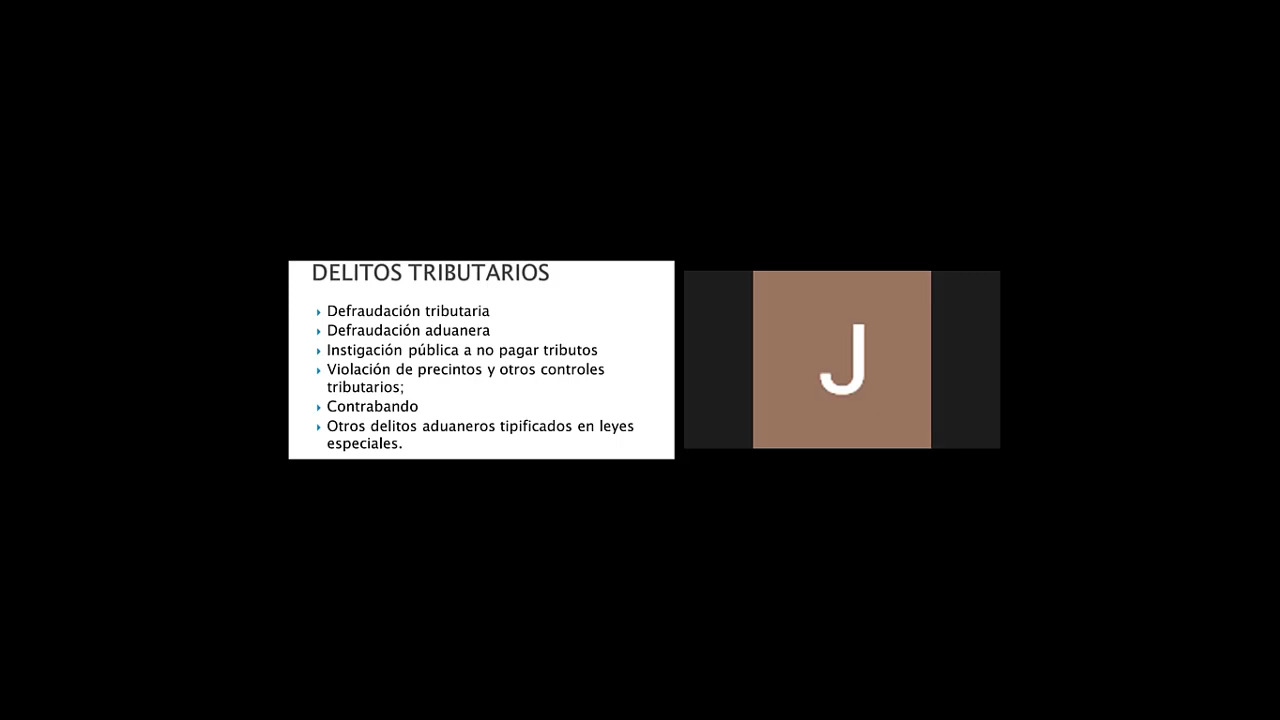 DELITOS TRIBUTARIOS
Defraudación tributaria
Defraudación aduanera
Instigación pública a no pagar tributos
Violación de precintos y otros controles
tributarios;
Contrabando
Otros delitos aduaneros tipificados en leyes
especiales.
J